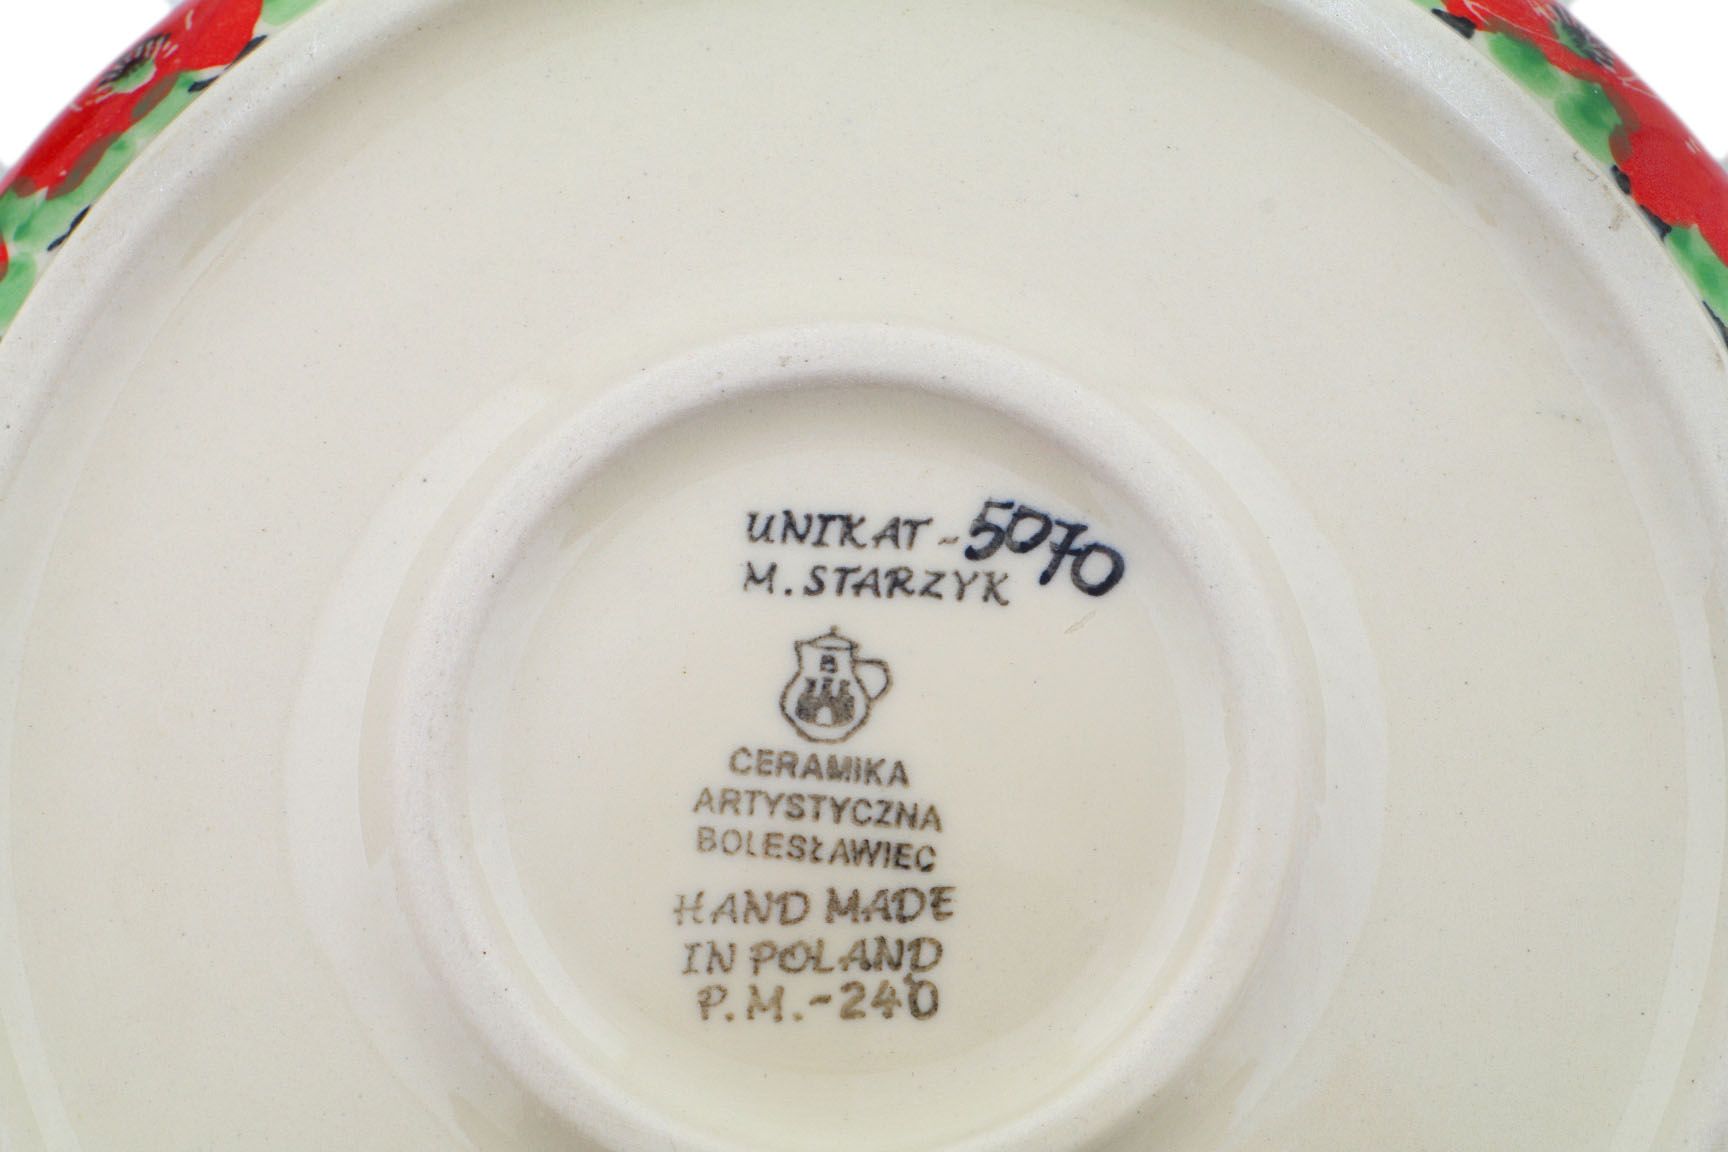 UNIKAT - 5070
M. STARZYK
B
CERAMIKA
ARTYSTYCZNA
BOLESŁAWIEC
HAND MADE
IN POLAND
P.M. - 240